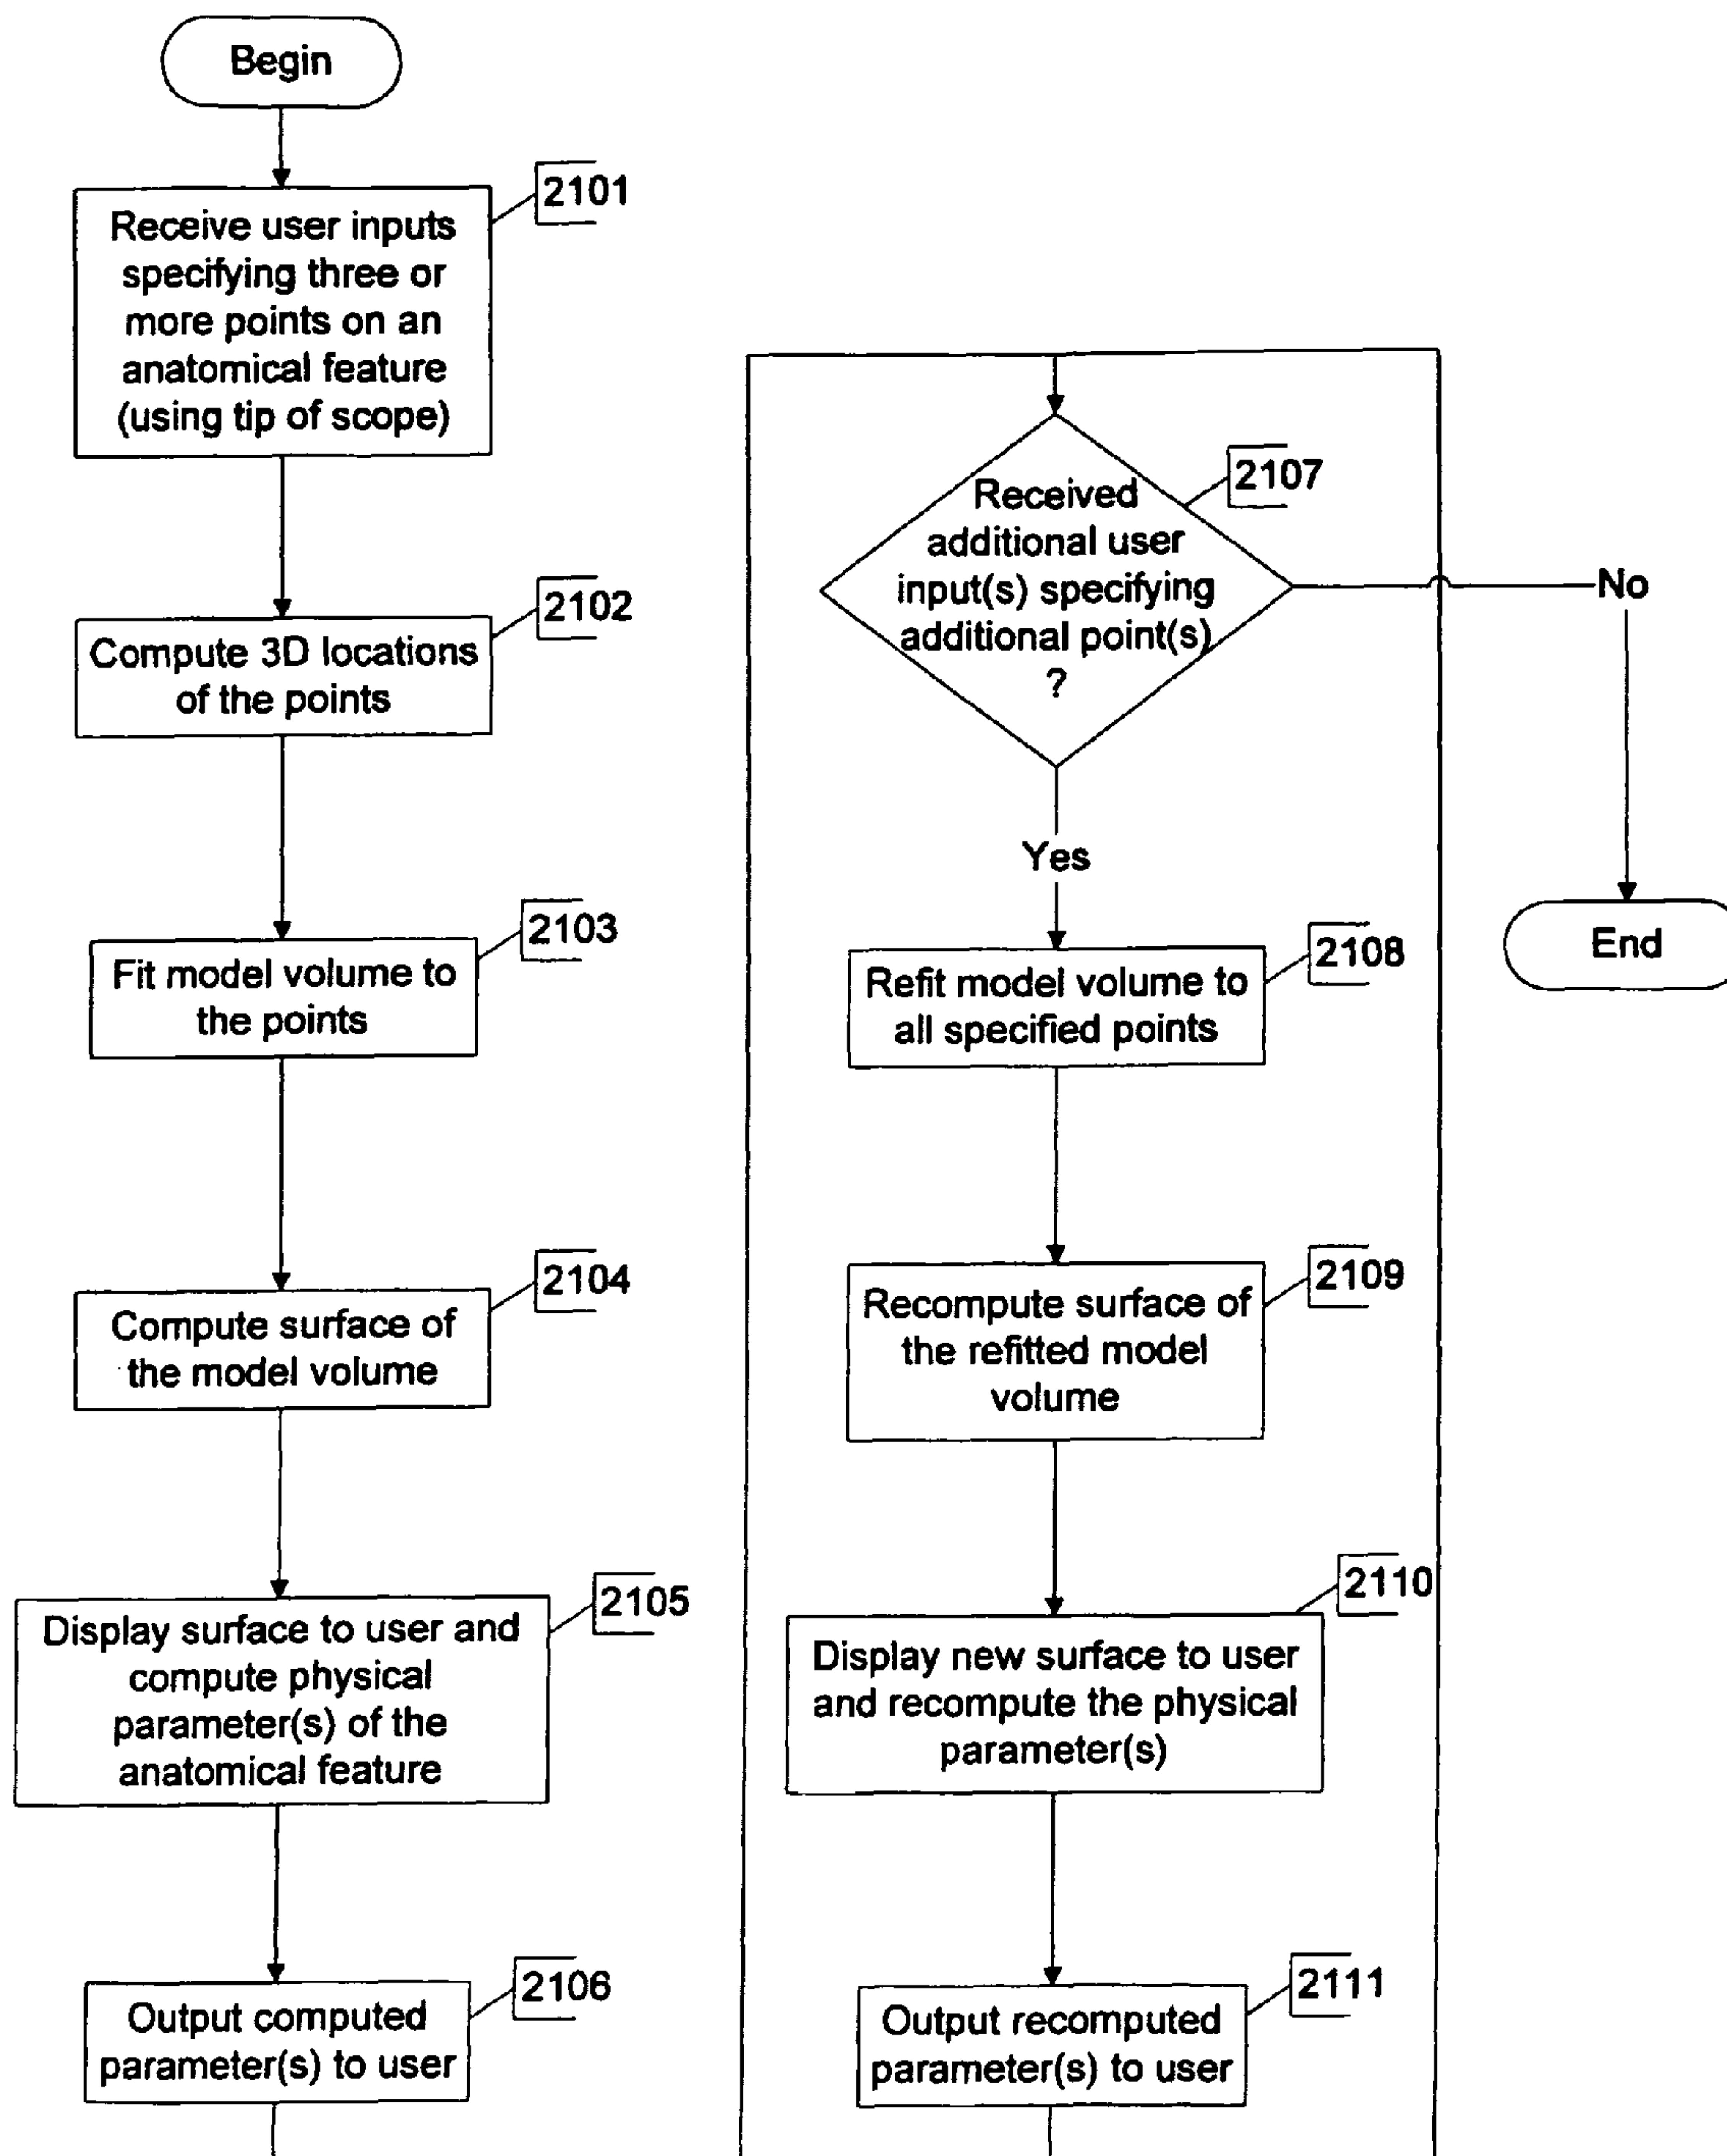 Begin
2101
Receive user inputs
specifying three or
more points on an
anatomical feature
(using tip of scope)
2102
Compute 3D locations
of the points
2103
Fit model volume to
the points
2104
Compute surface of
the model volume
2105
Display surface to user and
compute physical
parameter(s) of the
anatomical feature
2106
Output computed
parameter(s) to user
2107
Received
additional user
input(s) specifying
additional point(s)
?
No
End
Yes
2108
Refit model volume to
all specified points
2109
Recompute surface of
the refitted model
volume
2110
Display new surface to user
and recompute the physical
parameter(s)
2111
Output recomputed
parameter(s) to user